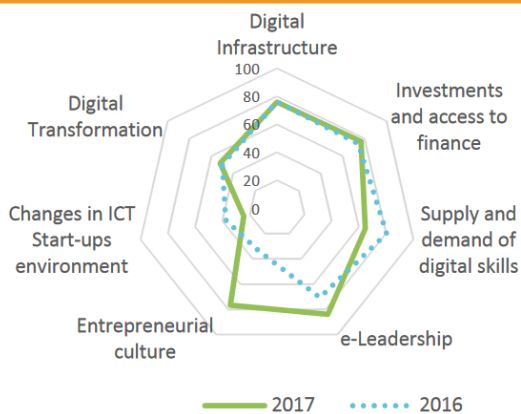 Digital
Infrastructure
100
80
60
40
20
0
Investments
and access to
finance
Supply and
demand of
digital skills
e-Leadership
Entrepreneurial
culture
Changes in ICT
Start-ups
environment
Digital
Transformation
2017
2016